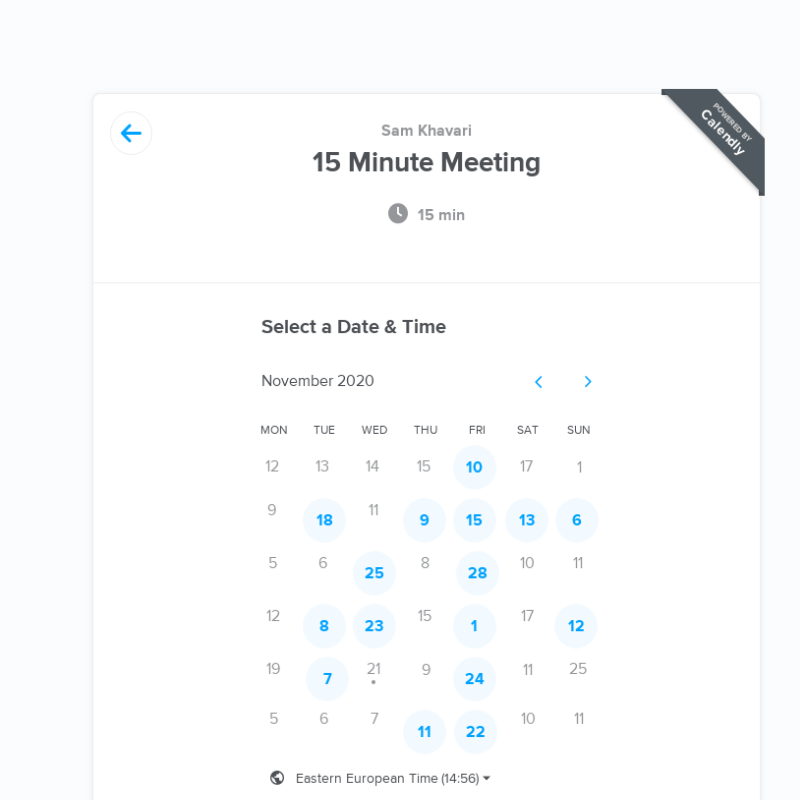 POWERED BY
Calendly
Sam Khavari
15 Minute Meeting
15 min
Select a Date & Time
November 2020
MON TUE WED THU FRI SAT SUN
12 13 14 15 10 17 1
9 18 11 9 15 13 6
5 6 25 8 28 10 11
12 8 23 15 1 17 12
19 7 21 9 24 11 25
5 6 7 11 22 10 11
Eastern European Time (14:56)